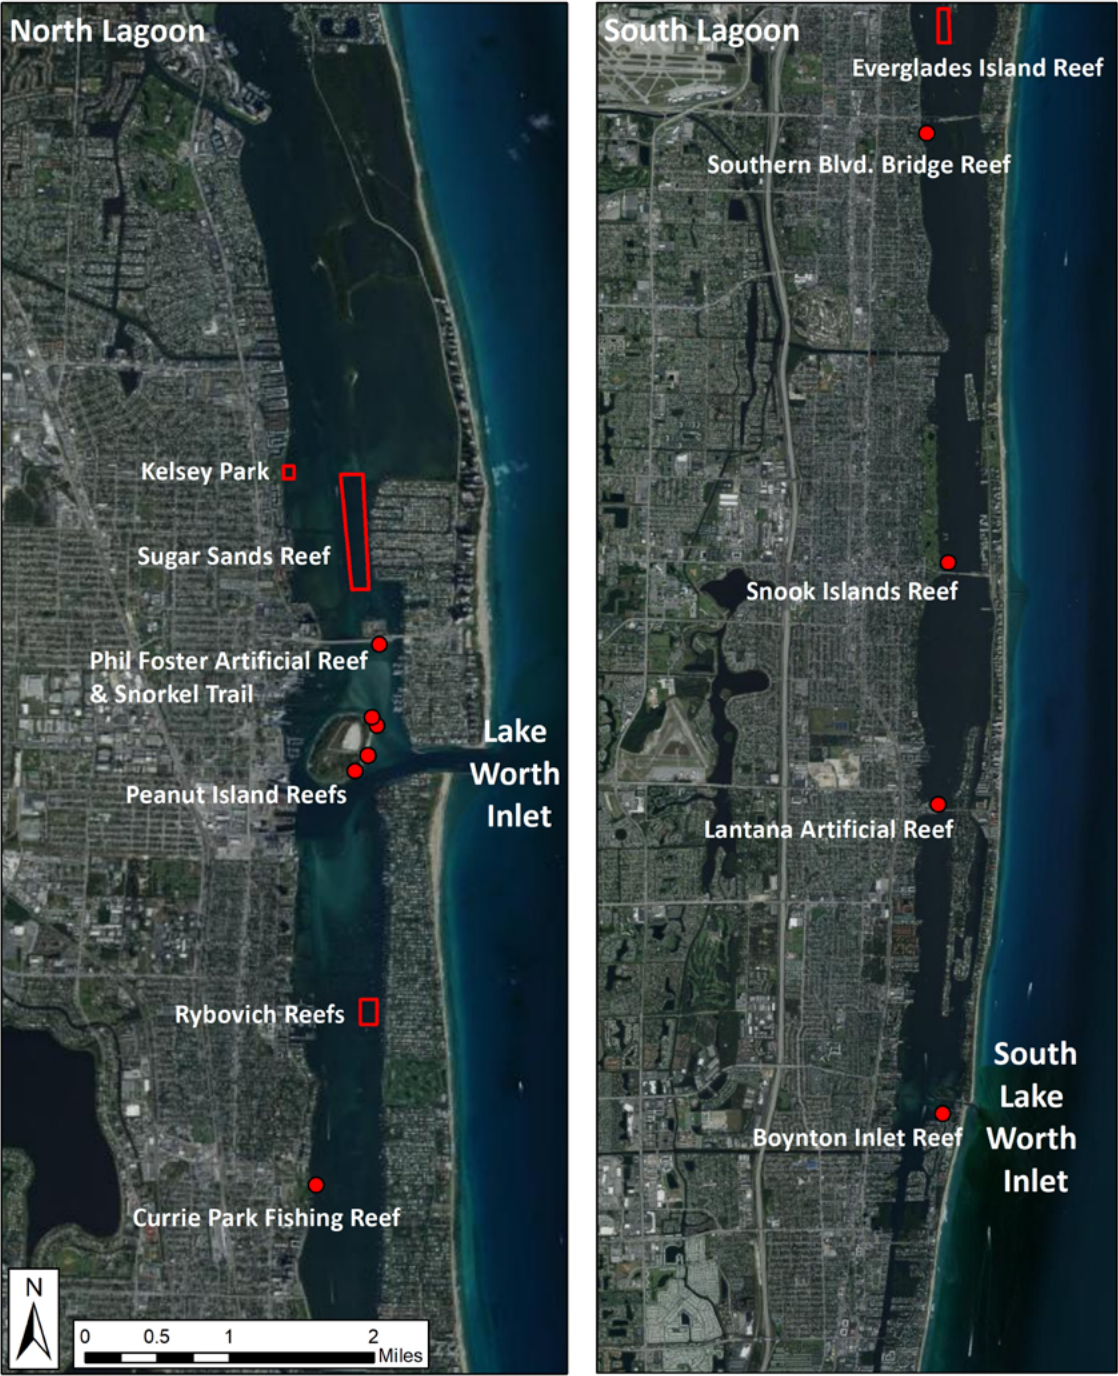 North Lagoon
Kelsey Park
Sugar Sands Reef
Phil Foster Artificial Reef
& Snorkel Trail
Lake
Worth
Inlet
Peanut Island Reefs
Rybovich Reefs
Currie Park Fishing Reef
N
0 0.5 1 2
Miles
South Lagoon
Everglades Island Reef
Southern Blvd. Bridge Reef
Snook Islands Reef
Lantana Artificial Reef
South
Lake
Worth
Inlet
Boynton Inlet Reef